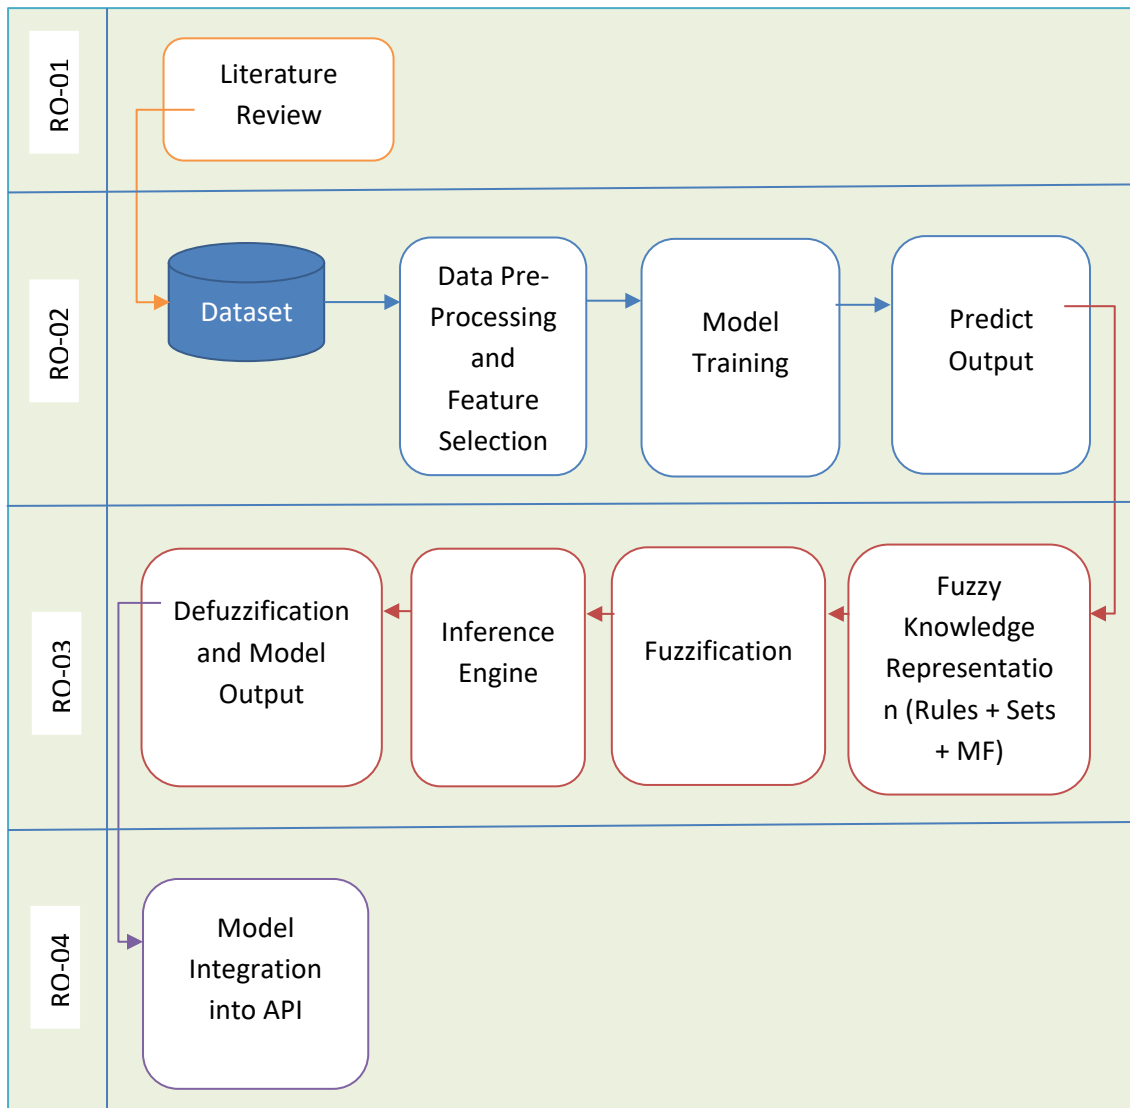 RO-01
Literature
Review
RO-02
Dataset
Data Pre-
Processing
and
Feature
Selection
Model
Training
Predict
Output
RO-03
Defuzzification
and Model
Output
Inference
Engine
Fuzzification
Fuzzy
Knowledge
Representatio
n (Rules + Sets
+ MF)
RO-04
Model
Integration
into API